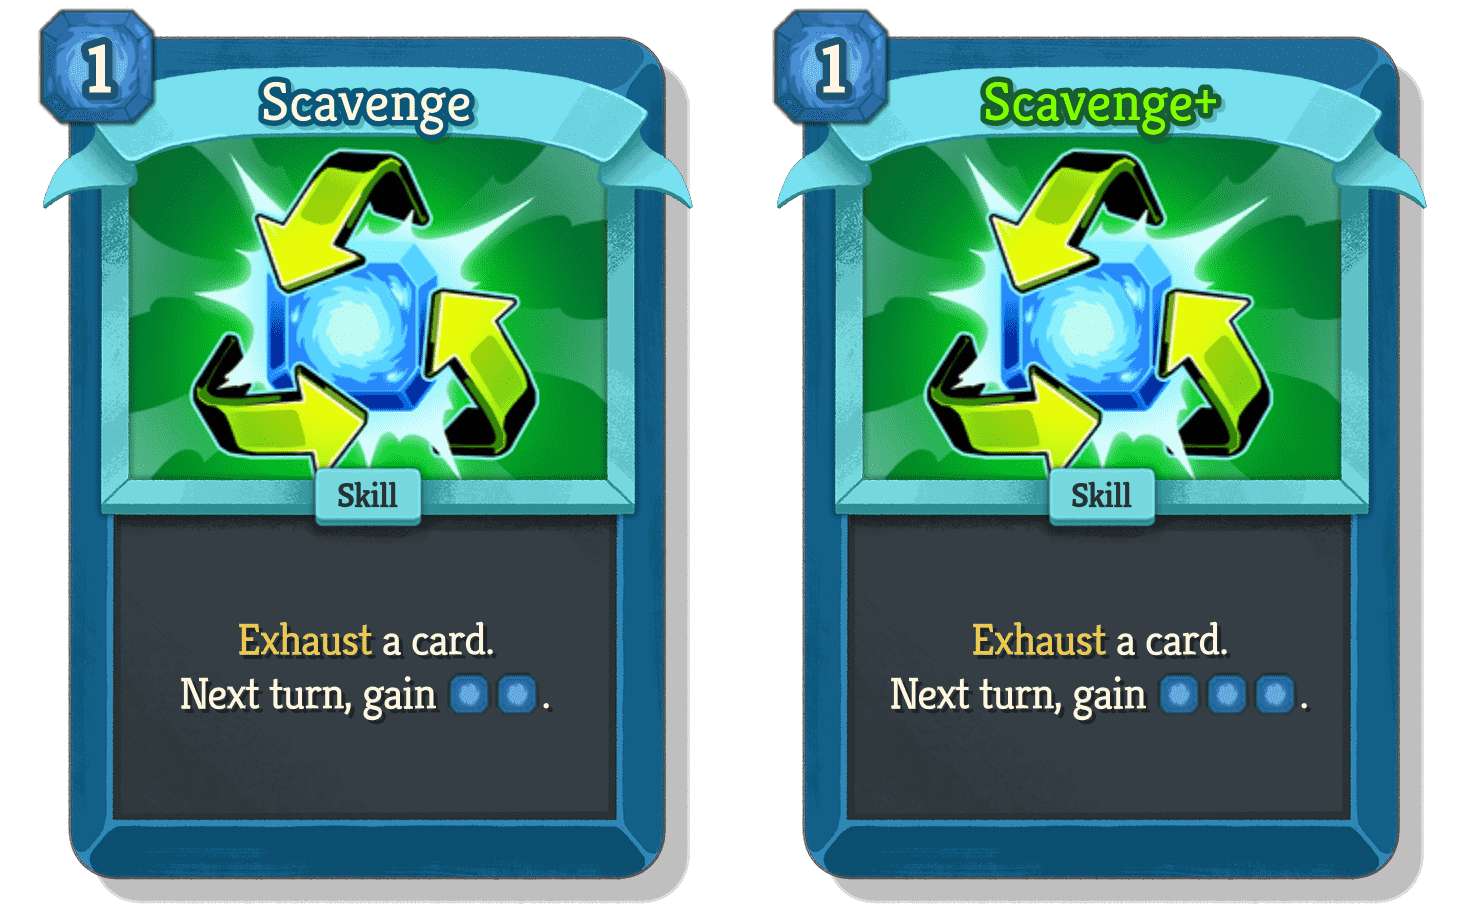 1
Scavenge
Skill
Exhaust a card.
Next turn, gain .
1
Scavenge+
Skill
Exhaust a card.
Next turn, gain .